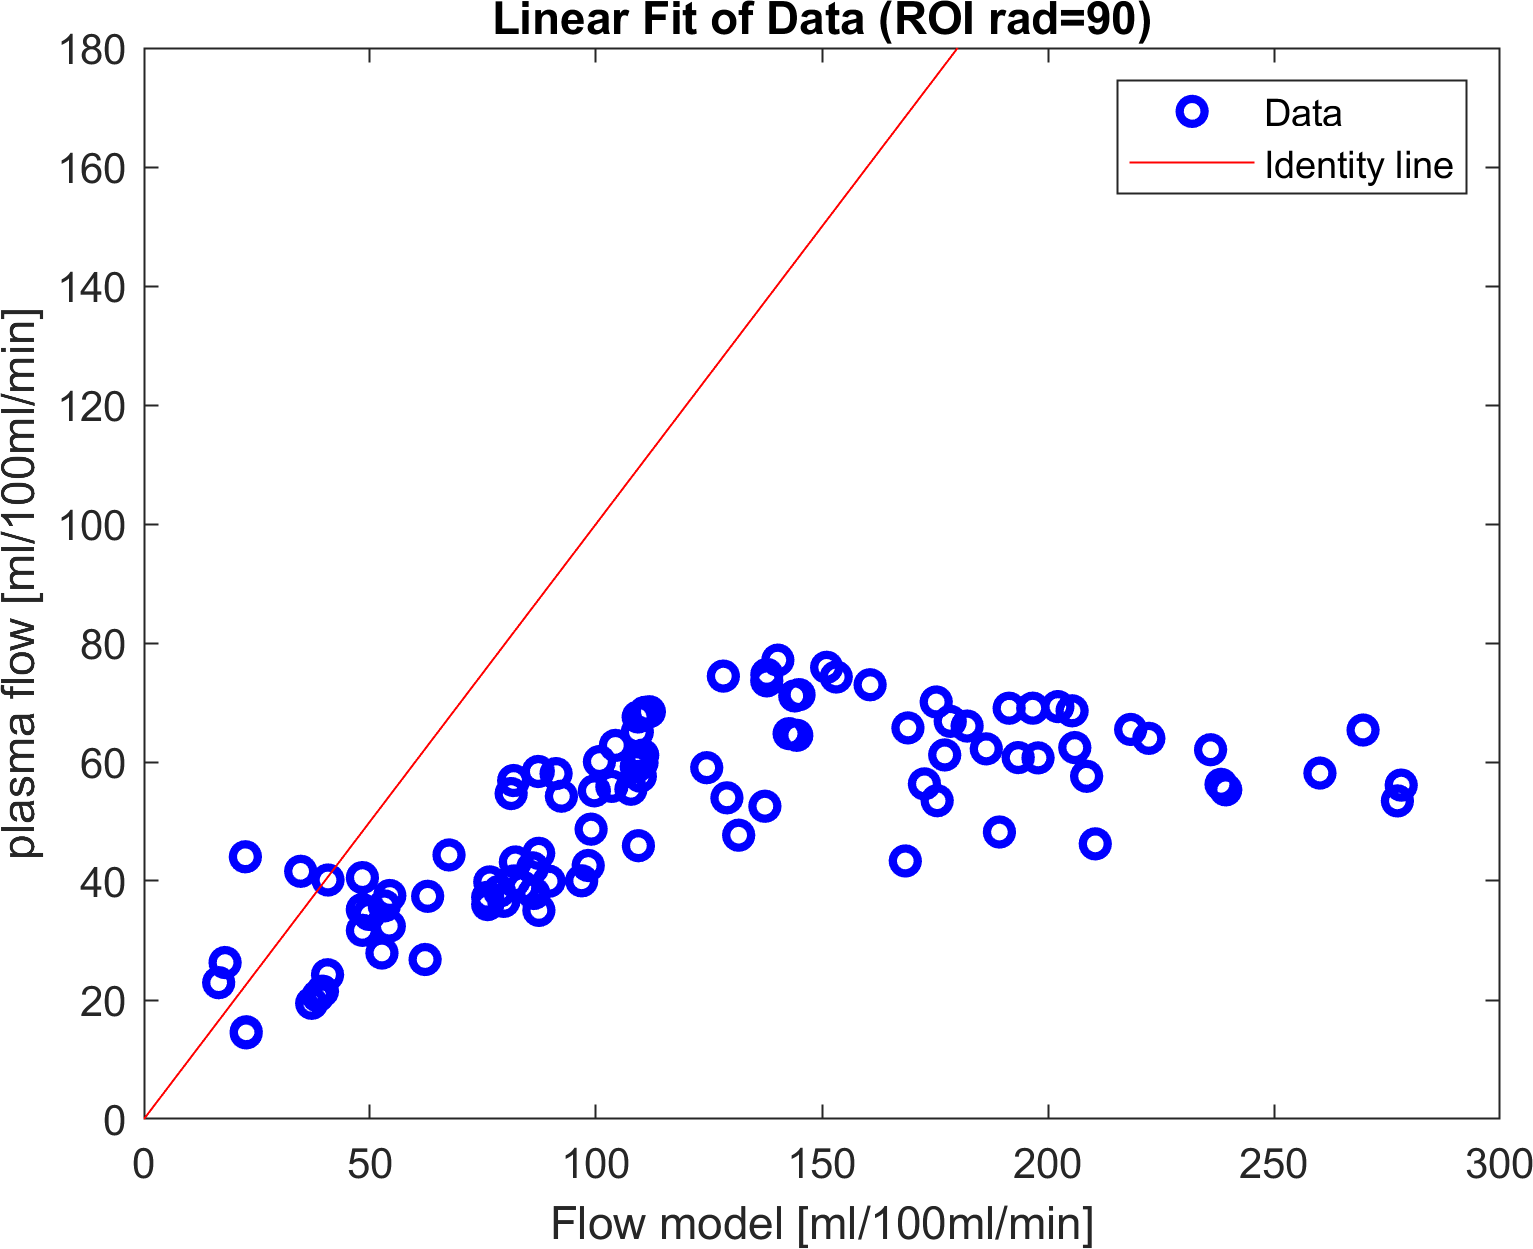 Linear Fit of Data (ROI rad=90)
180
160
140
120
100
80
60
40
20
0
plasma flow [ml/100ml/min]
Data
Identity line
0 50 100 150 200 250 300
Flow model [ml/100ml/min]